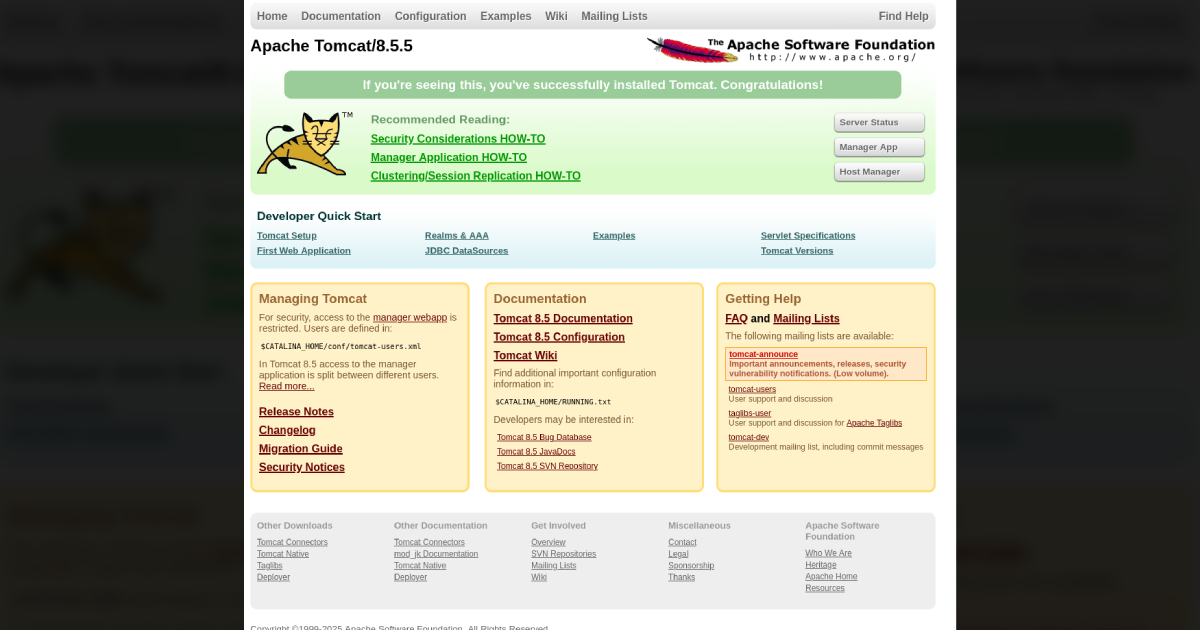 Home Documentation Configuration Examples Wiki Mailing Lists Find Help
Apache Tomcat/8.5.5
The Apache Software Foundation
http://www.apache.org/
If you're seeing this, you've successfully installed Tomcat. Congratulations!
TM
Recommended Reading:
Security Considerations HOW-TO
Manager Application HOW-TO
Clustering/Session Replication HOW-TO
Server Status
Manager App
Host Manager
Developer Quick Start
Tomcat Setup
First Web Application
Realms & AAA
JDBC DataSources
Examples
Servlet Specifications
Tomcat Versions
Managing Tomcat
For security, access to the manager webapp is
restricted. Users are defined in:
$CATALINA_HOME/conf/tomcat-users.xml
In Tomcat 8.5 access to the manager
application is split between different users.
Read more...
Release Notes
Changelog
Migration Guide
Security Notices
Documentation
Tomcat 8.5 Documentation
Tomcat 8.5 Configuration
Tomcat Wiki
Find additional important configuration
information in:
$CATALINA_HOME/RUNNING.txt
Developers may be interested in:
Tomcat 8.5 Bug Database
Tomcat 8.5 JavaDocs
Tomcat 8.5 SVN Repository
Getting Help
FAQ and Mailing Lists
The following mailing lists are available:
tomcat-announce
Important announcements, releases, security
vulnerability notifications. (Low volume).
tomcat-users
User support and discussion
taglibs-user
User support and discussion for Apache Taglibs
tomcat-dev
Development mailing list, including commit messages
Other Downloads
Tomcat Connectors
Tomcat Native
Taglibs
Deployer
Other Documentation
Tomcat Connectors
mod_jk Documentation
Tomcat Native
Deployer
Get Involved
Overview
SVN Repositories
Mailing Lists
Wiki
Miscellaneous
Contact
Legal
Sponsorship
Thanks
Apache Software
Foundation
Who We Are
Heritage
Apache Home
Resources
Copyright ©1999-2025 Apache Software Foundation. All Rights Reserved